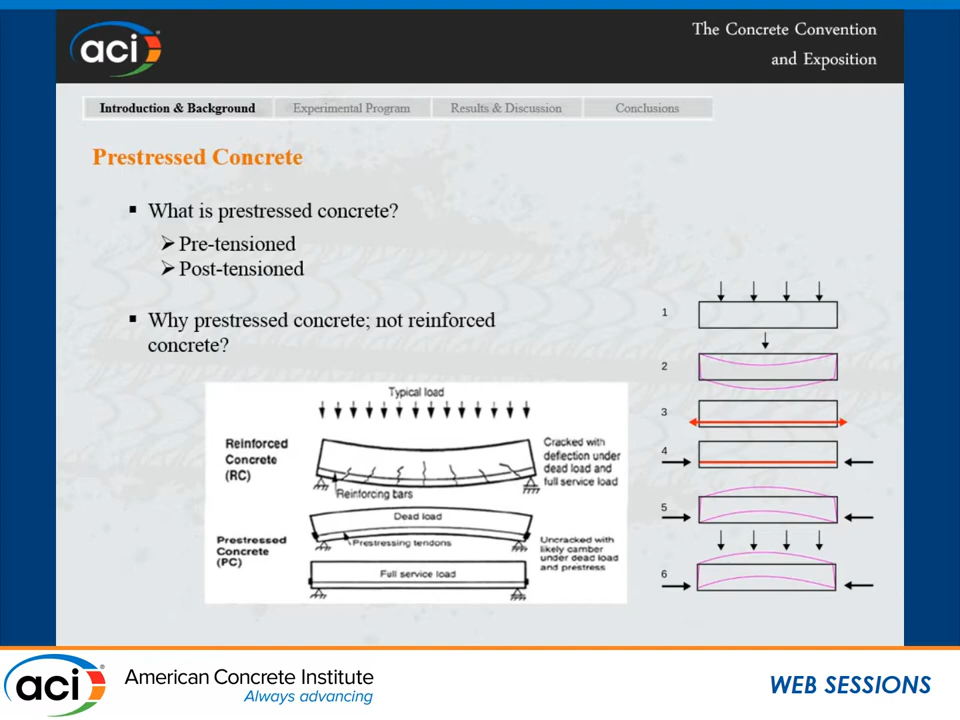 aci
The Concrete Convention
and Exposition
Introduction & Background
Experimental Program
Results & Discussion
Conclusions
Prestressed Concrete
▪ What is prestressed concrete?
➢ Pre-tensioned
➢ Post-tensioned
▪ Why prestressed concrete; not reinforced
concrete?
Typical load
Reinforced
Concrete
(RC)
Cracked with
deflection under
dead load and
full service load
Reinforcing bars
Dead load
Prestressed
Concrete
(PC)
Prestressing tendons
Uncracked with
likely camber
under dead load
and prestress
Full service load
1
2
3
4
5
6
aci
American Concrete Institute
Always advancing
WEB SESSIONS